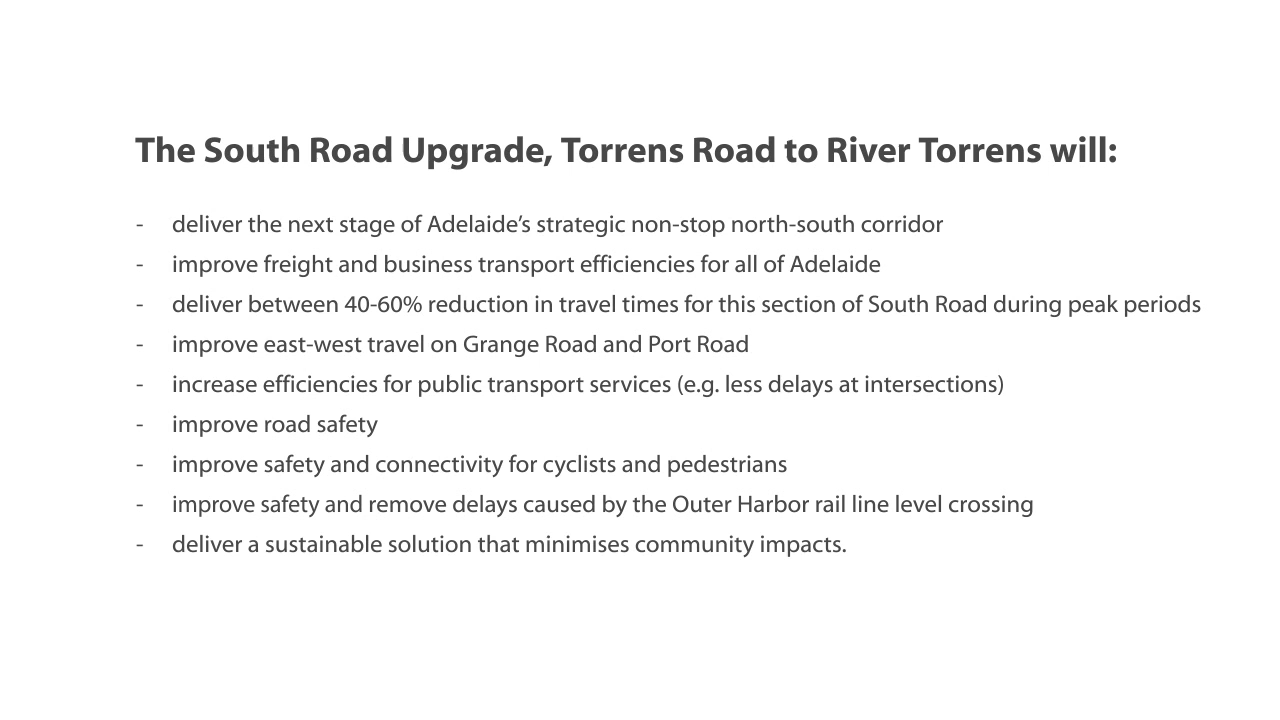 The South Road Upgrade, Torrens Road to River Torrens will:
- deliver the next stage of Adelaide’s strategic non-stop north-south corridor
- improve freight and business transport efficiencies for all of Adelaide
- deliver between 40-60% reduction in travel times for this section of South Road during peak periods
- improve east-west travel on Grange Road and Port Road
- increase efficiencies for public transport services (e.g. less delays at intersections)
- improve road safety
- improve safety and connectivity for cyclists and pedestrians
- improve safety and remove delays caused by the Outer Harbor rail line level crossing
- deliver a sustainable solution that minimises community impacts.